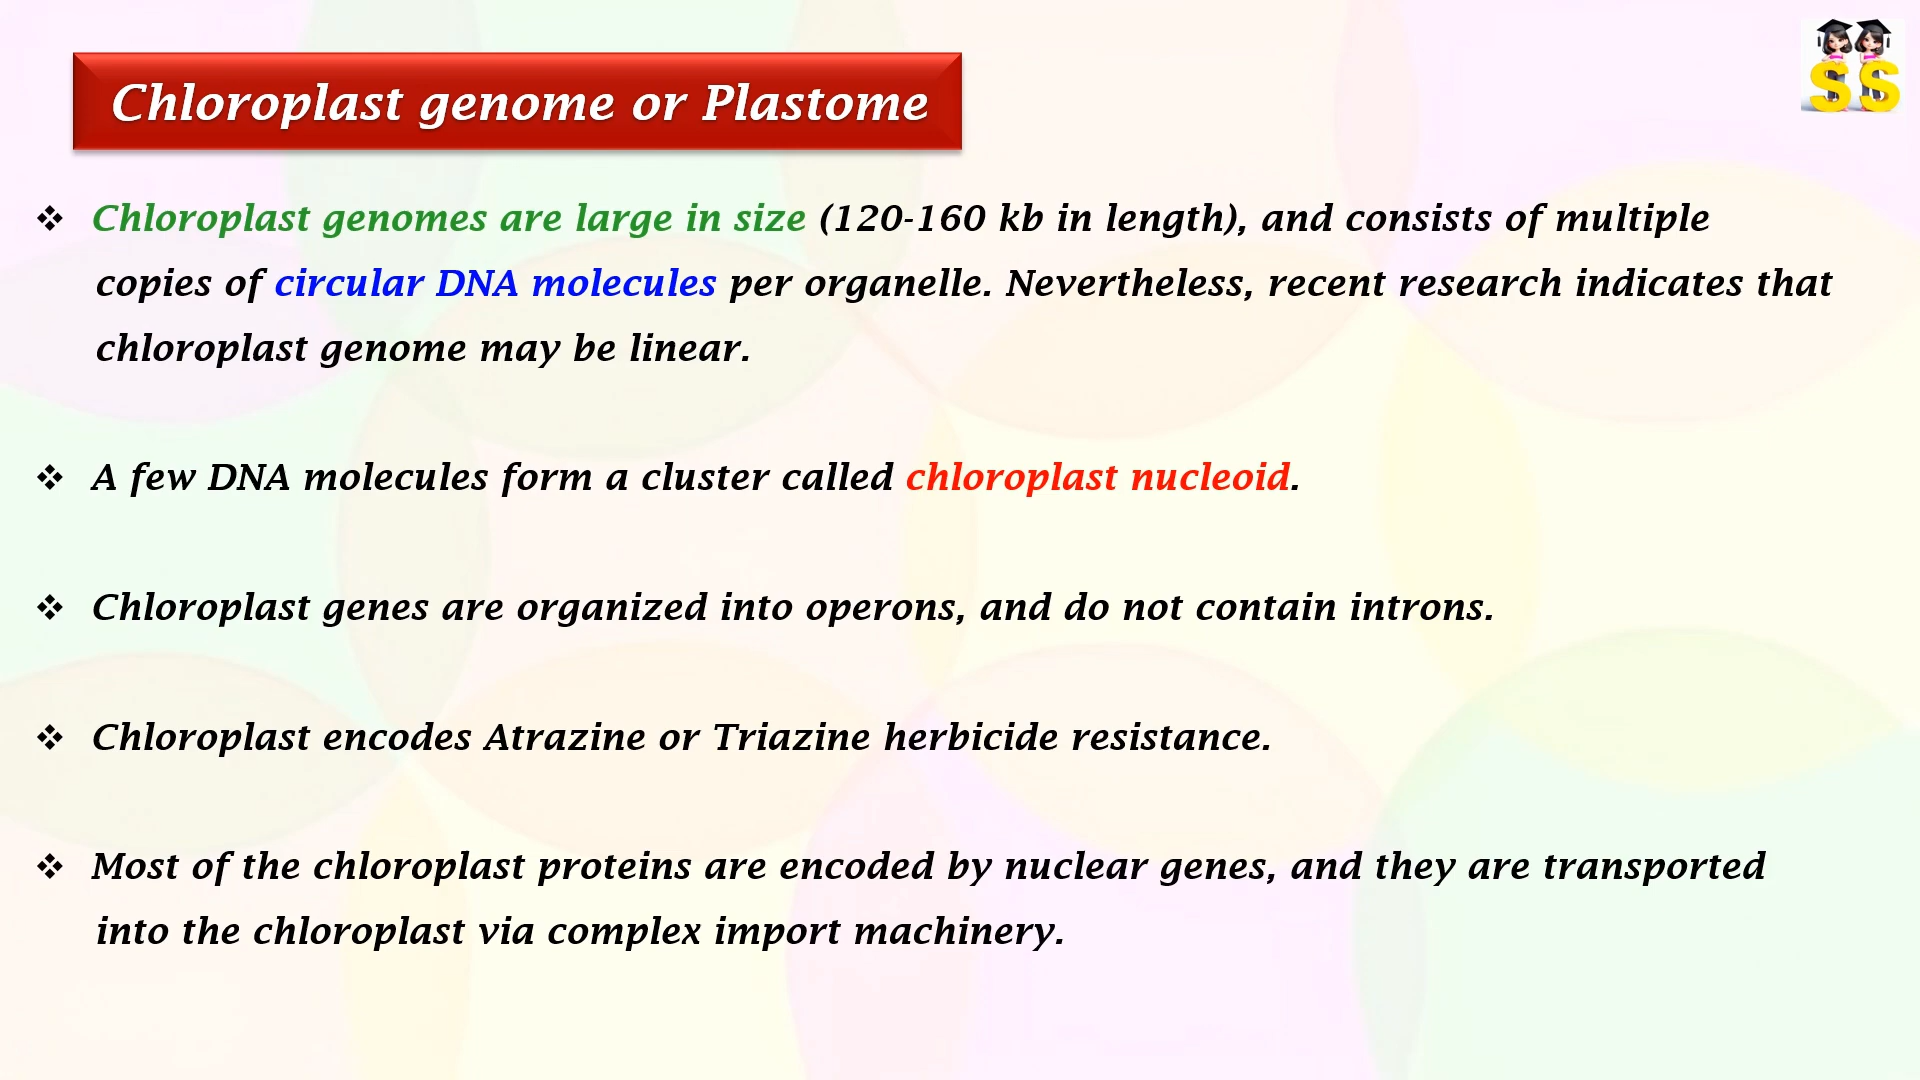 Chloroplast genome or Plastome
SS
❖ Chloroplast genomes are large in size (120-160 kb in length), and consists of multiple
copies of circular DNA molecules per organelle. Nevertheless, recent research indicates that
chloroplast genome may be linear.
❖ A few DNA molecules form a cluster called chloroplast nucleoid.
❖ Chloroplast genes are organized into operons, and do not contain introns.
❖ Chloroplast encodes Atrazine or Triazine herbicide resistance.
❖ Most of the chloroplast proteins are encoded by nuclear genes, and they are transported
into the chloroplast via complex import machinery.